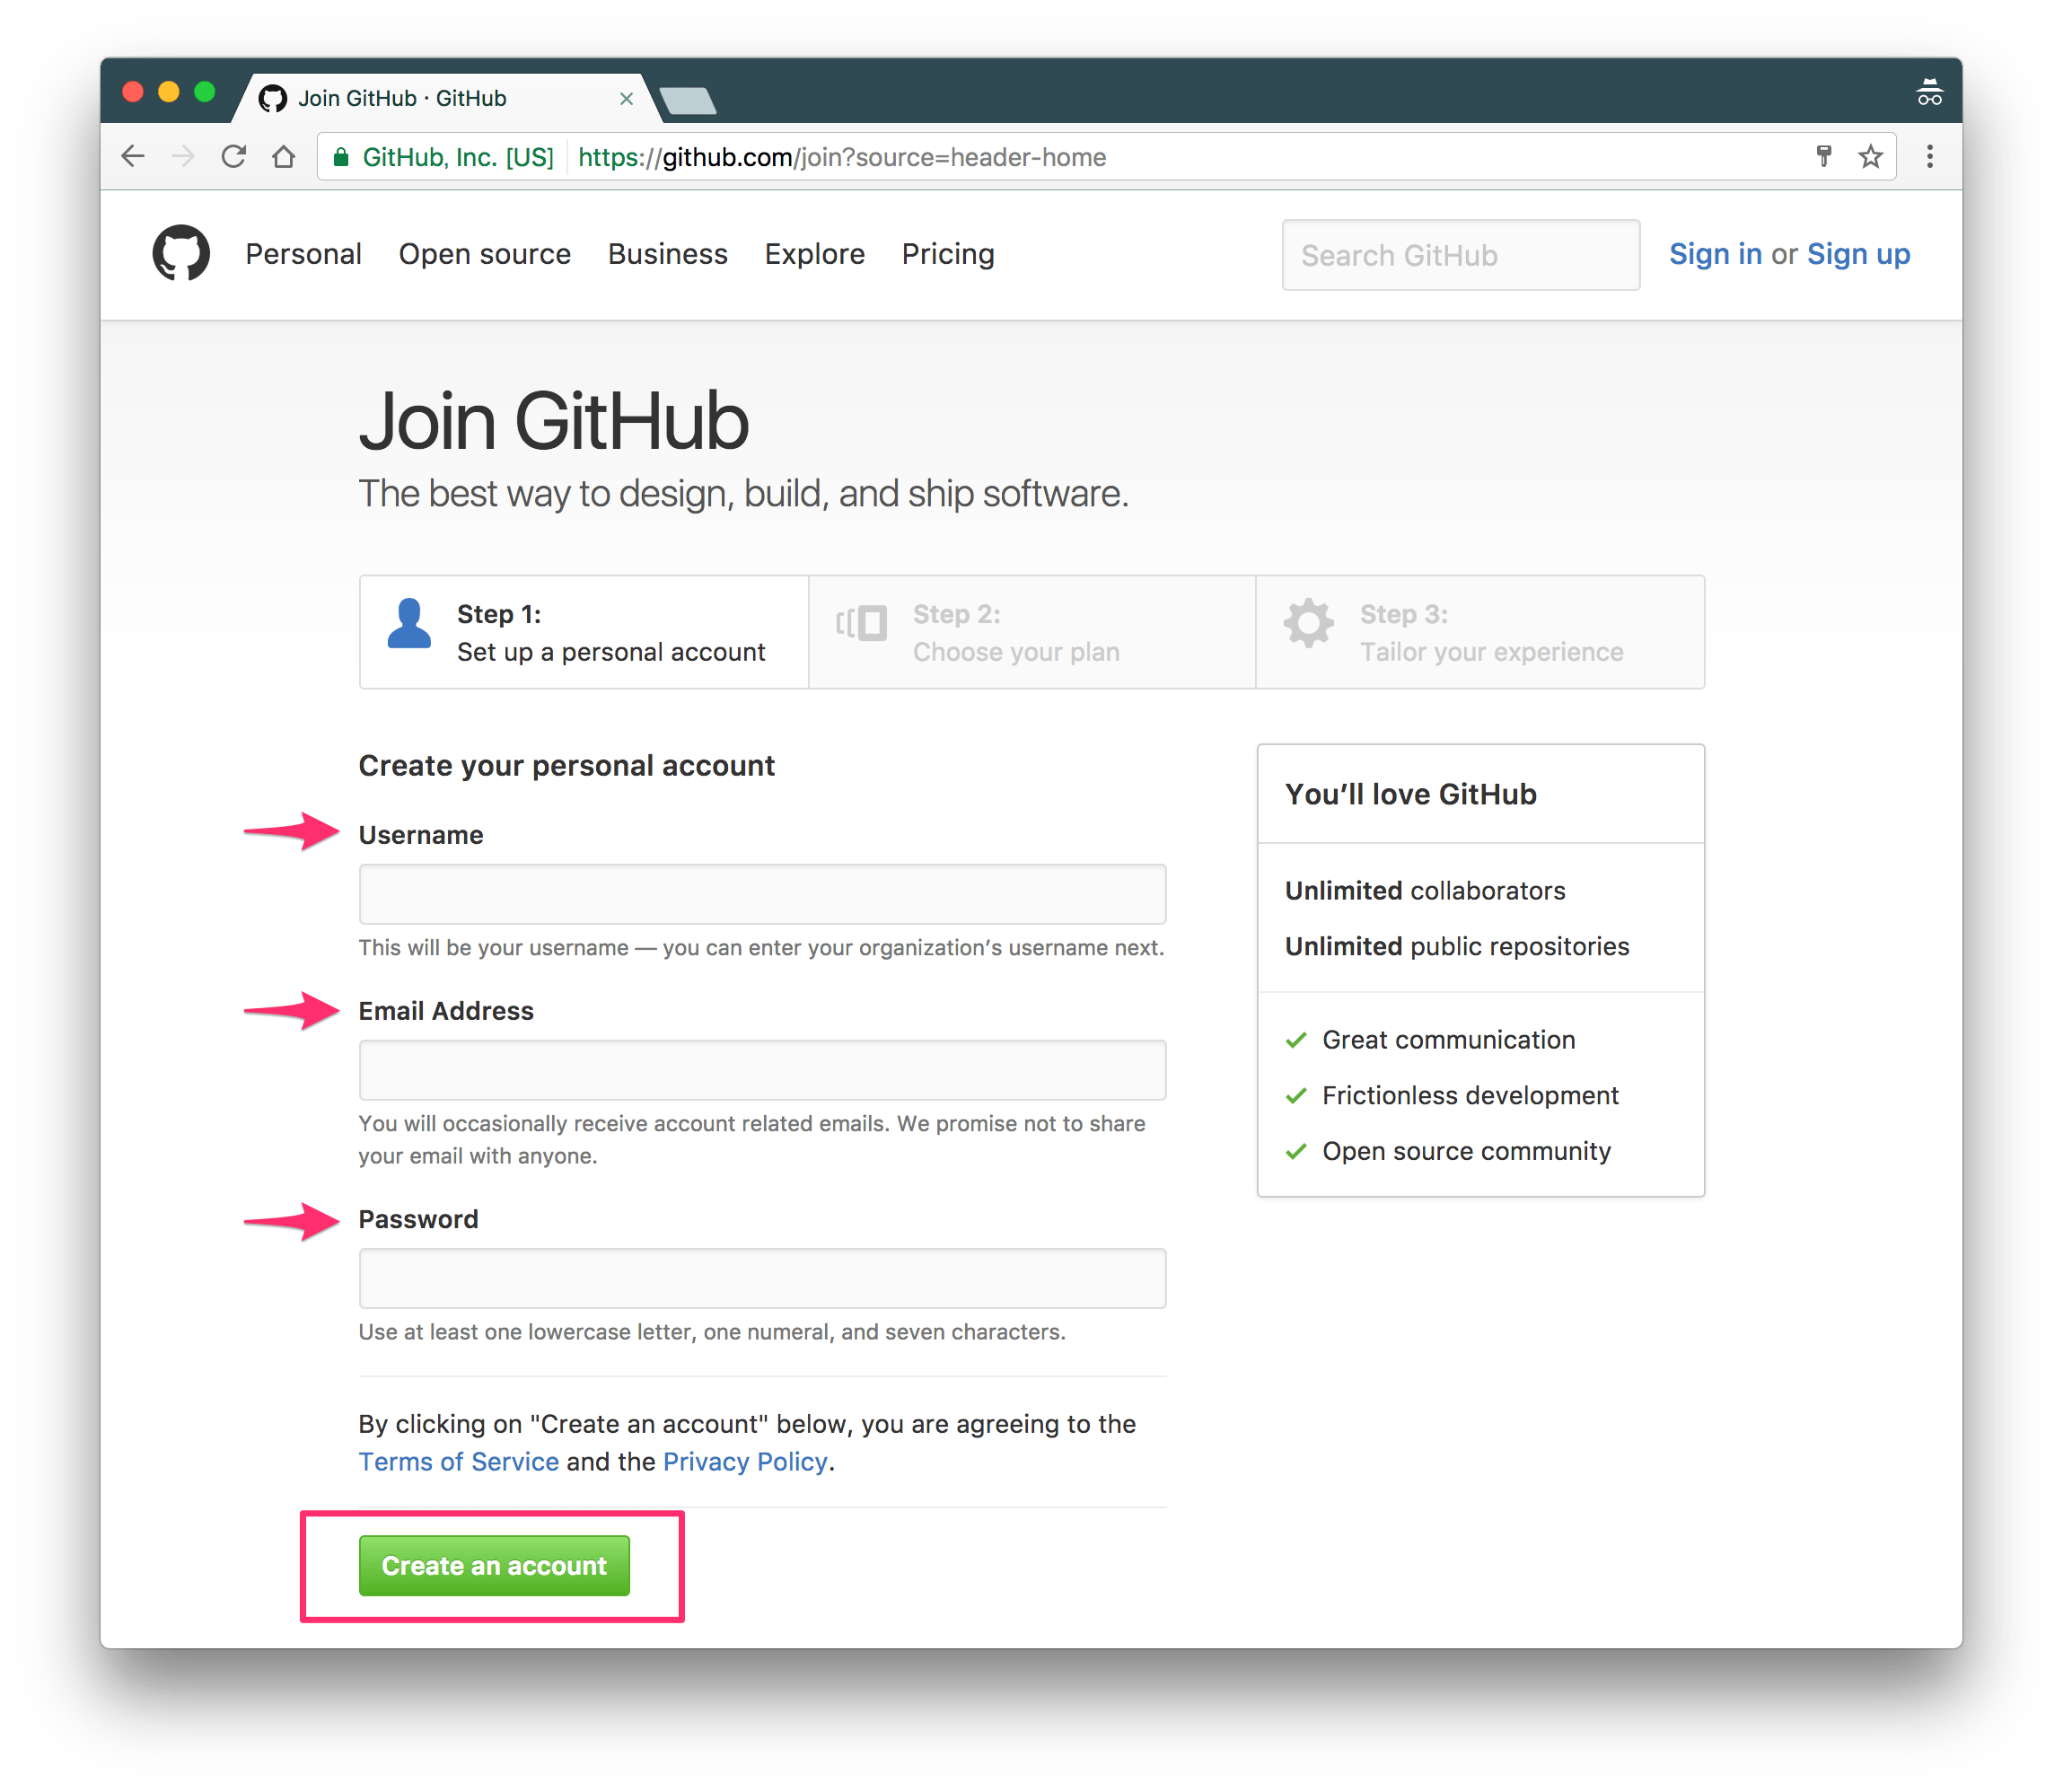 Join GitHub · GitHub
GitHub, Inc. [US] https://github.com/join?source=header-home
Personal Open source Business Explore Pricing Search GitHub Sign in or Sign up
Join GitHub
The best way to design, build, and ship software.
Step 1:
Set up a personal account
Step 2:
Choose your plan
Step 3:
Tailor your experience
Create your personal account
Username
This will be your username — you can enter your organization’s username next.
Email Address
You will occasionally receive account related emails. We promise not to share
your email with anyone.
Password
Use at least one lowercase letter, one numeral, and seven characters.
By clicking on "Create an account" below, you are agreeing to the
Terms of Service and the Privacy Policy.
Create an account
You’ll love GitHub
Unlimited collaborators
Unlimited public repositories
Great communication
Frictionless development
Open source community